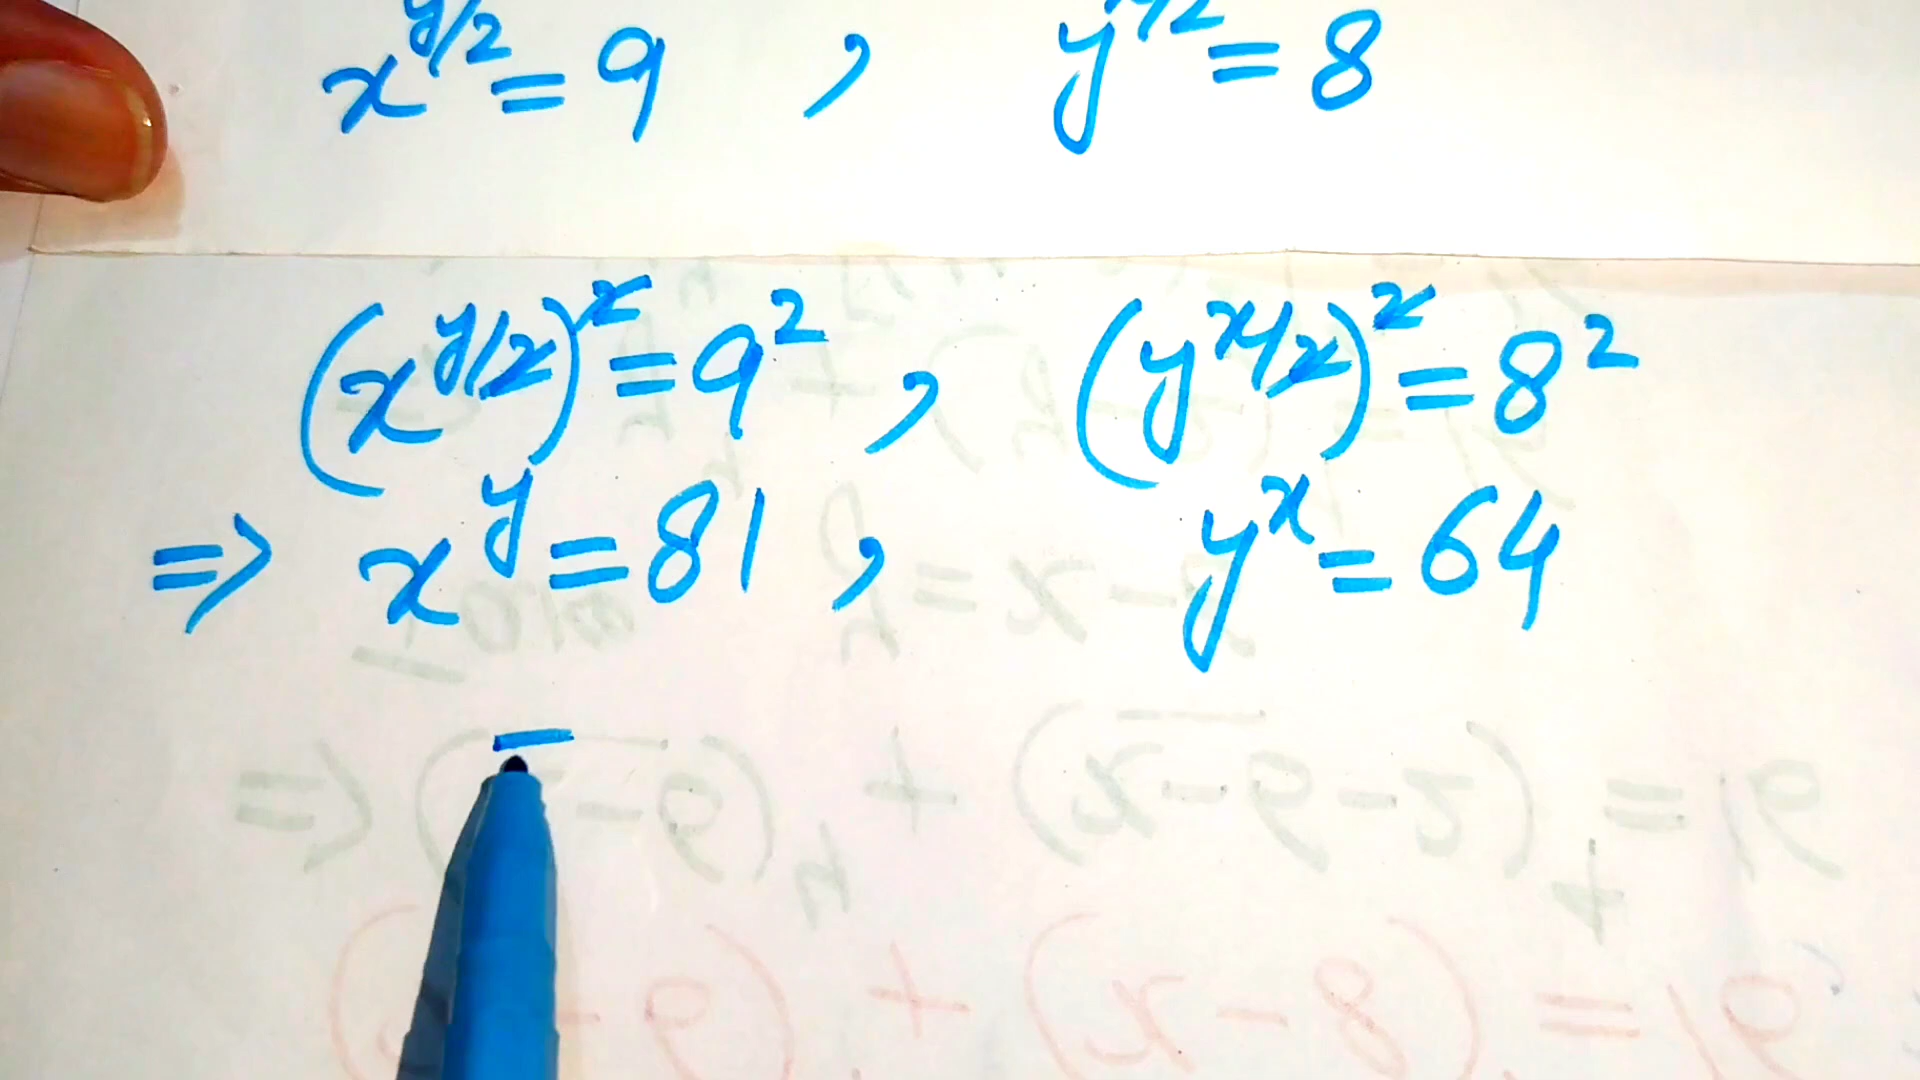 x^{y/2} = 9 , y^{x/2} = 8
(x^{y/2})^2 = 9^2 , (y^{x/2})^2 = 8^2
⇒ x^y = 81 , y^x = 64